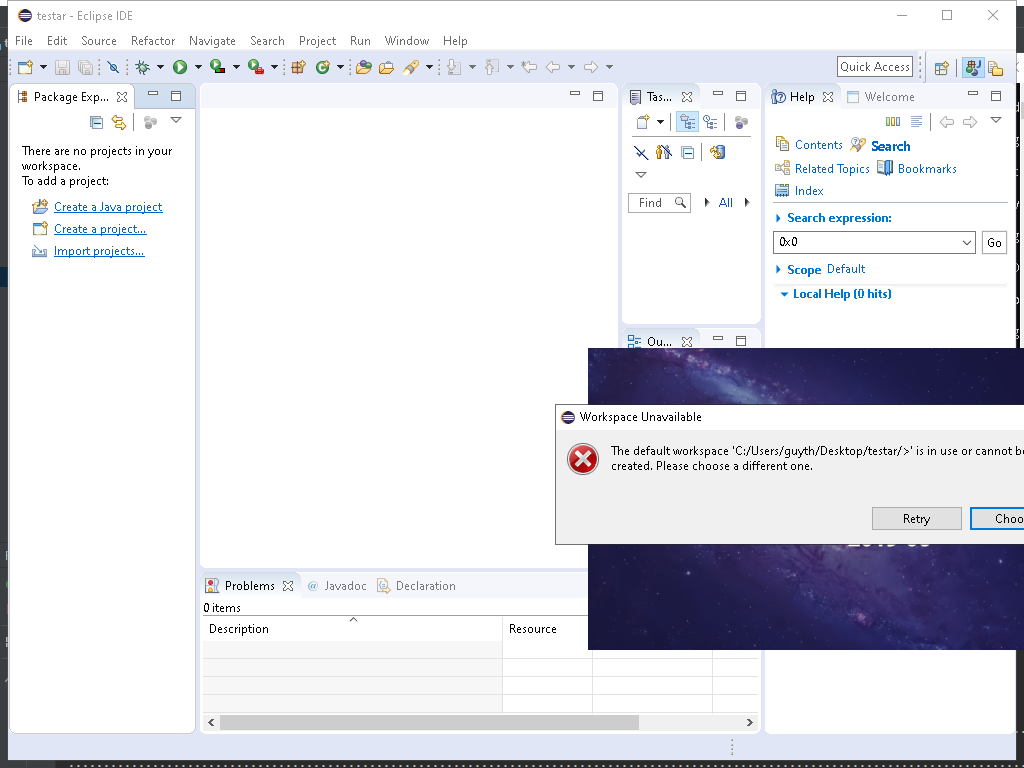 testar - Eclipse IDE
File Edit Source Refactor Navigate Search Project Run Window Help
Quick Access
Package Exp...
There are no projects in your
workspace.
To add a project:
Create a Java project
Create a project...
Import projects...
Tas...
Find
All
Ou...
Help
Welcome
Contents
Search
Related Topics
Bookmarks
Index
Search expression:
0x0
Go
Scope Default
Local Help (0 hits)
Workspace Unavailable
The default workspace 'C:/Users/guyth/Desktop/testar/>' is in use or cannot be
created. Please choose a different one.
Retry
Choo
Problems
@ Javadoc
Declaration
0 items
Description
Resource